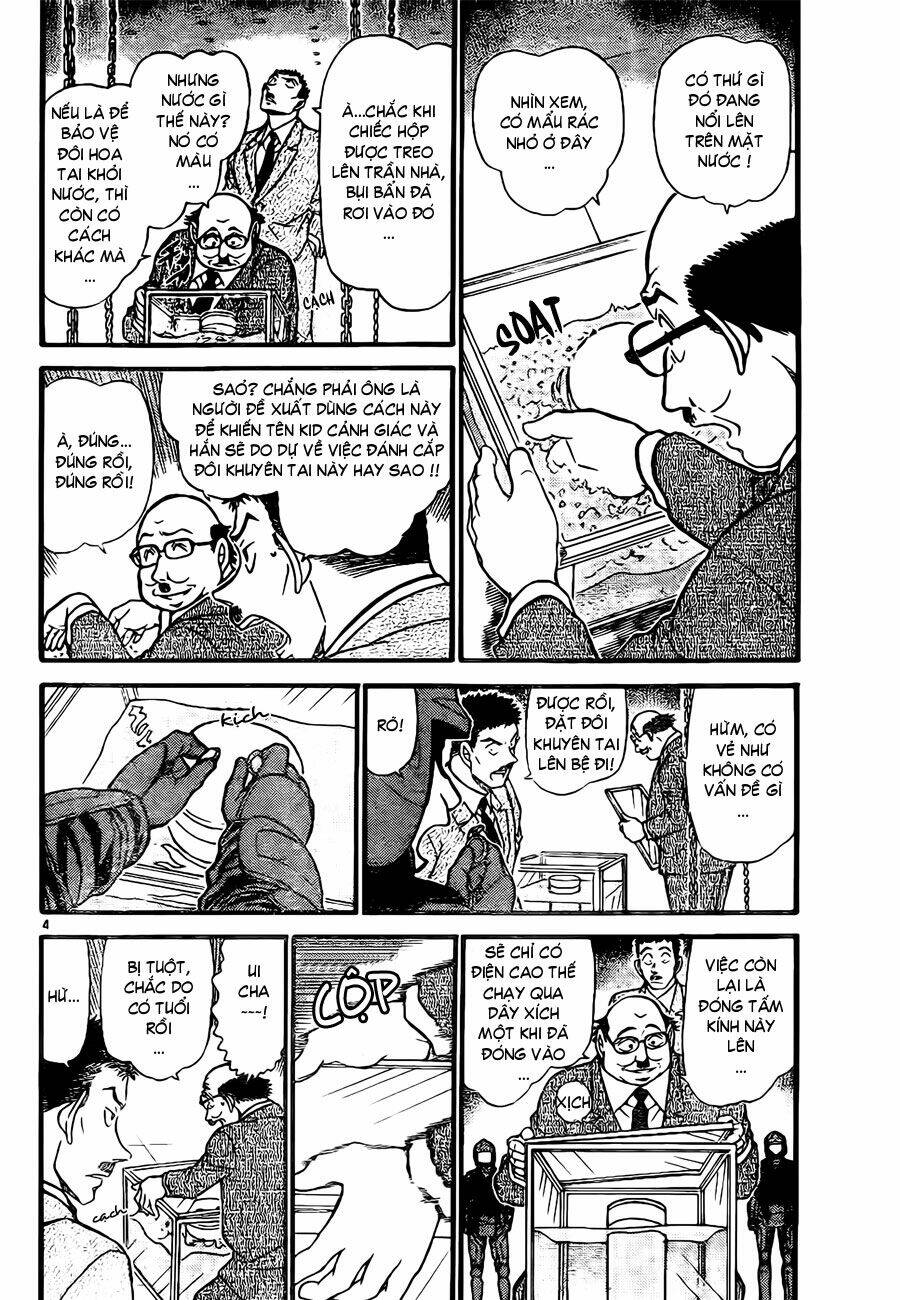 CÓ THỨ GÌ
ĐÓ ĐANG
NỔI LÊN
TRÊN MẶT
NƯỚC !
NHÌN XEM,
CÓ MẨU RÁC
NHỎ Ở ĐÂY
...
SOẠT
À...CHẮC KHI
CHIẾC HỘP
ĐƯỢC TREO
LÊN TRẦN NHÀ,
BỤI BẨN ĐÃ
RƠI VÀO ĐÓ
...
NHƯNG
NƯỚC GÌ
THẾ NÀY?
NÓ CÓ
MÀU
...
NẾU LÀ ĐỂ
BẢO VỆ
ĐÔI HOA
TAI KHỎI
NƯỚC, THÌ
CÒN CÓ
CÁCH
KHÁC MÀ
...
CẠCH
SAO? CHẲNG PHẢI ÔNG LÀ
NGƯỜI ĐỀ XUẤT DÙNG CÁCH NÀY
ĐỂ KHIẾN TÊN KID CẢNH GIÁC VÀ
HẮN SẼ DO DỰ VỀ VIỆC ĐÁNH CẮP
ĐÔI KHUYÊN TAI NÀY HAY SAO !!
À, ĐÚNG...
ĐÚNG RỒI,
ĐÚNG RỒI!
HỪM, CÓ
VẺ NHƯ
KHÔNG CÓ
VẤN ĐỀ GÌ
...
ĐƯỢC RỒI,
ĐẶT ĐÔI
KHUYÊN TAI
LÊN BỆ ĐI!
RÕ!
kịch
4
VIỆC CÒN
LẠI LÀ
ĐÓNG TẤM
KÍNH NÀY
LÊN
SẼ CHỈ CÓ
ĐIỆN CAO THẾ
CHẠY QUA
DÂY XÍCH
MỘT KHI ĐÃ
ĐÓNG VÀO
...
XỊCH
CỘP
UI
CHA
~~~!
BỊ TUỘT,
CHẮC DO
CÓ TUỔI
RỒI
...
HỪ...
cạch